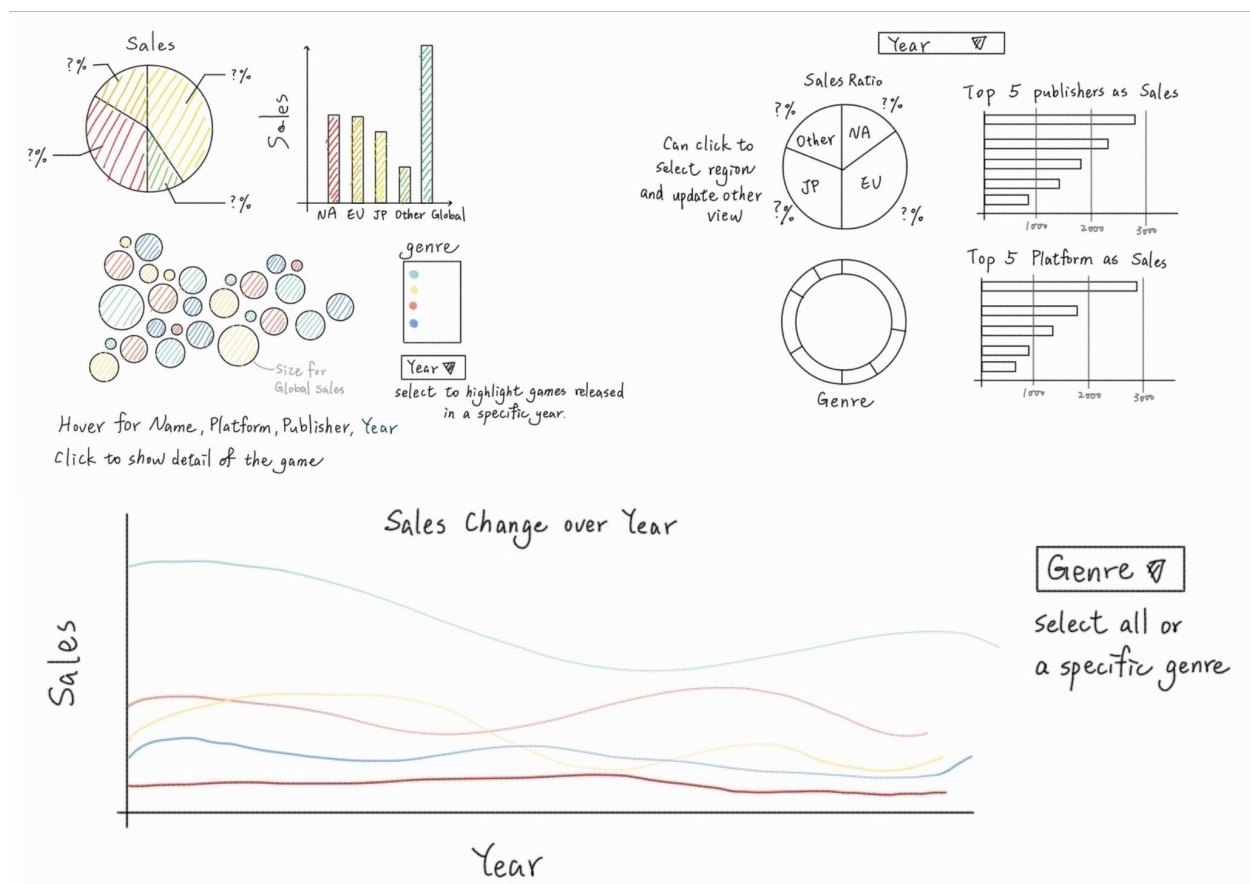 Sales
?%
?%
?%
?%
Sales
NA EU JP Other Global
genre
Year
select to highlight games released
in a specific year.
Size for
Global Sales
Hover for Name, Platform, Publisher, Year
Click to show detail of the game
Year
Sales Ratio
?%
?%
Other
NA
JP
EU
?%
?%
Can click to
select region
and update other
view
Top 5 publishers as Sales
1000 2000 3000
Genre
Top 5 Platform as Sales
1000 2000 3000
Sales Change over Year
Sales
Year
Genre
select all or
a specific genre